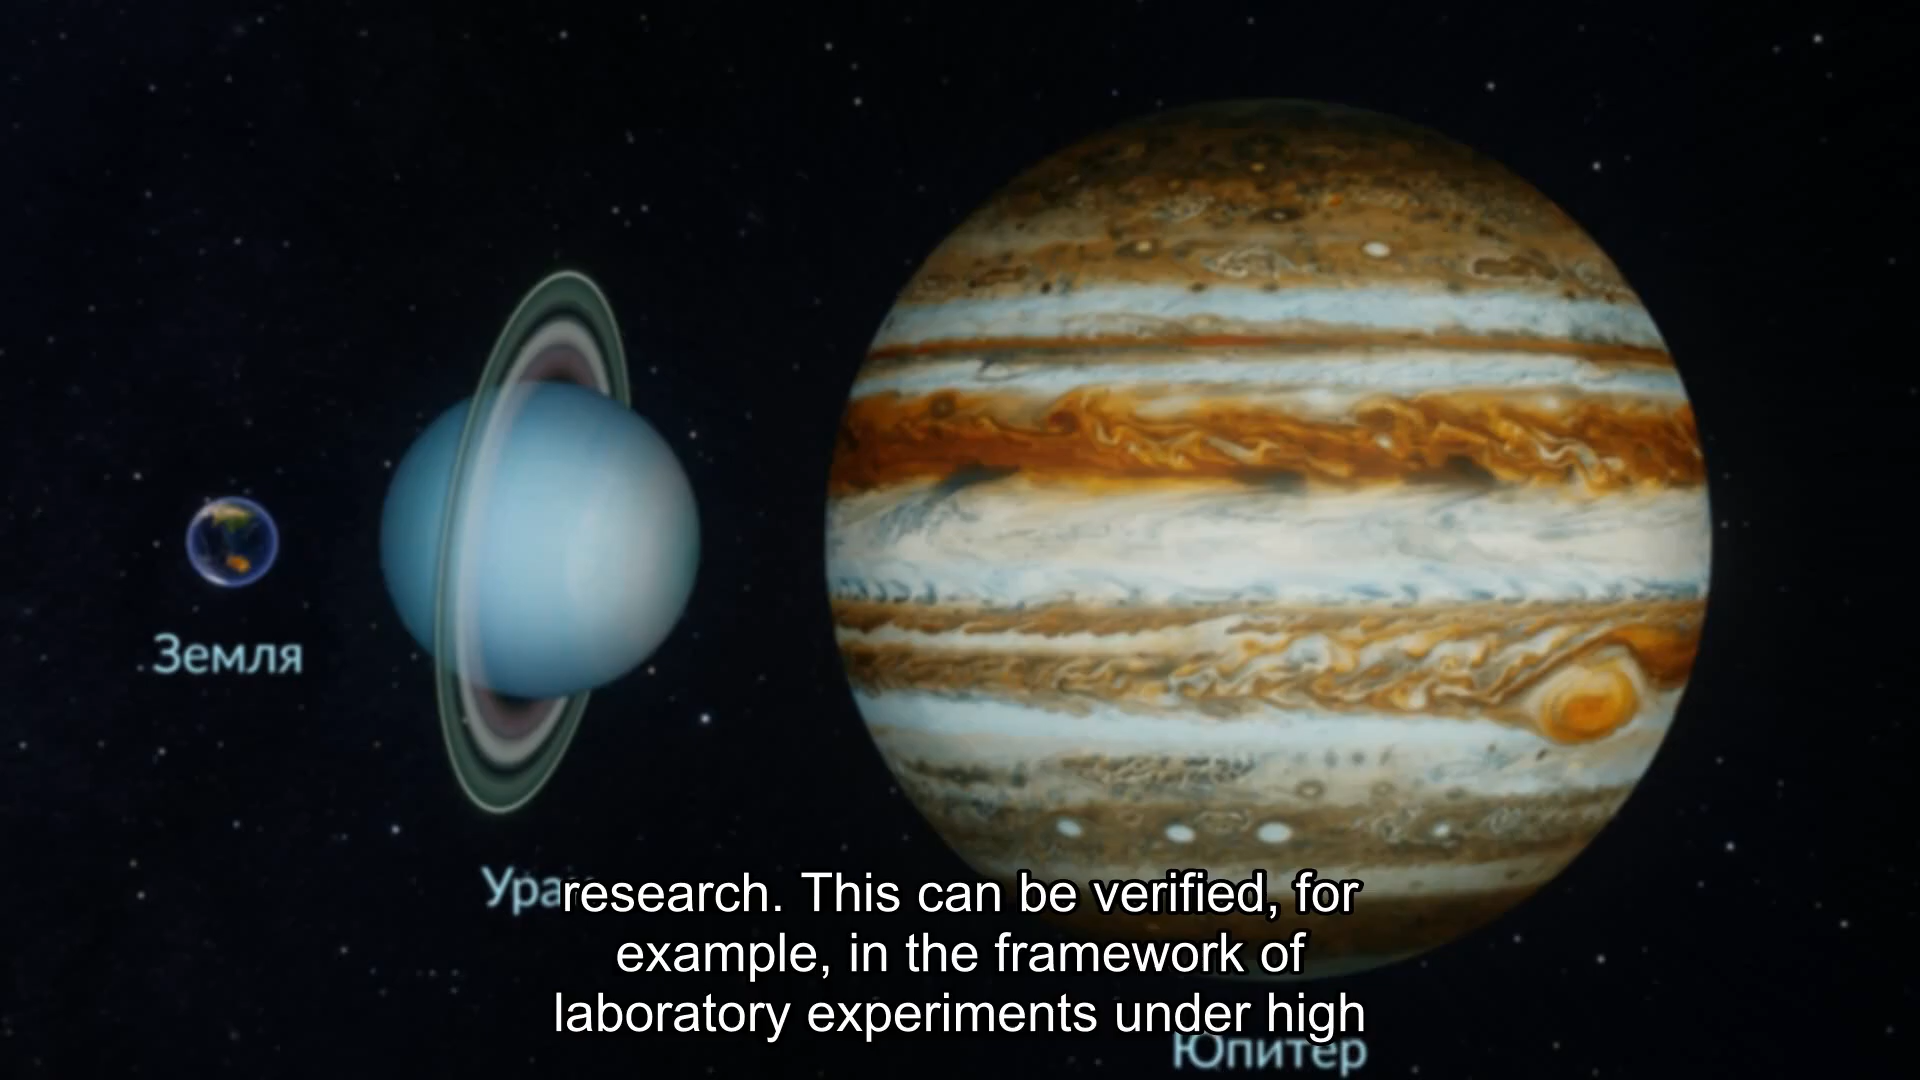 Земля
research. This can be verified, for
example, in the framework of
laboratory experiments under high
Юпитер